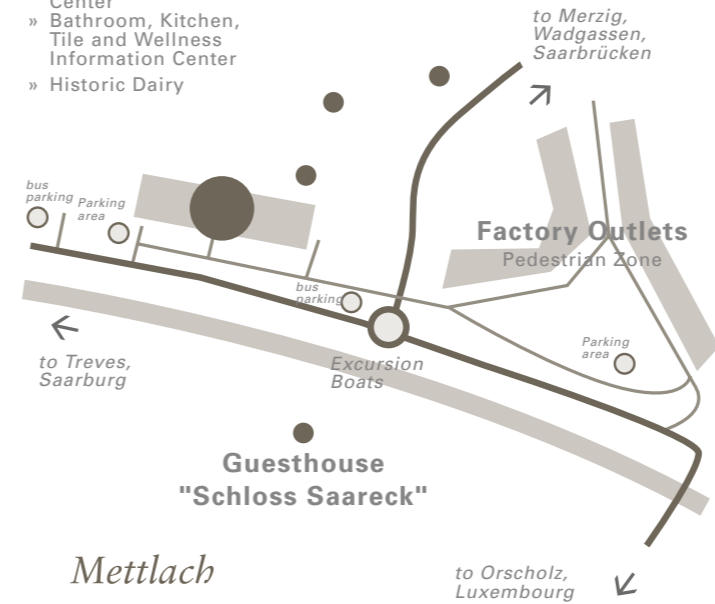 Center
» Bathroom, Kitchen,
Tile and Wellness
Information Center
» Historic Dairy
to Merzig,
Wadgassen,
Saarbrücken
bus
parking
Parking
area
Factory Outlets
Pedestrian Zone
bus
parking
Excursion
Boats
Parking
area
to Treves,
Saarburg
Guesthouse
"Schloss Saareck"
Mettlach
to Orscholz,
Luxembourg